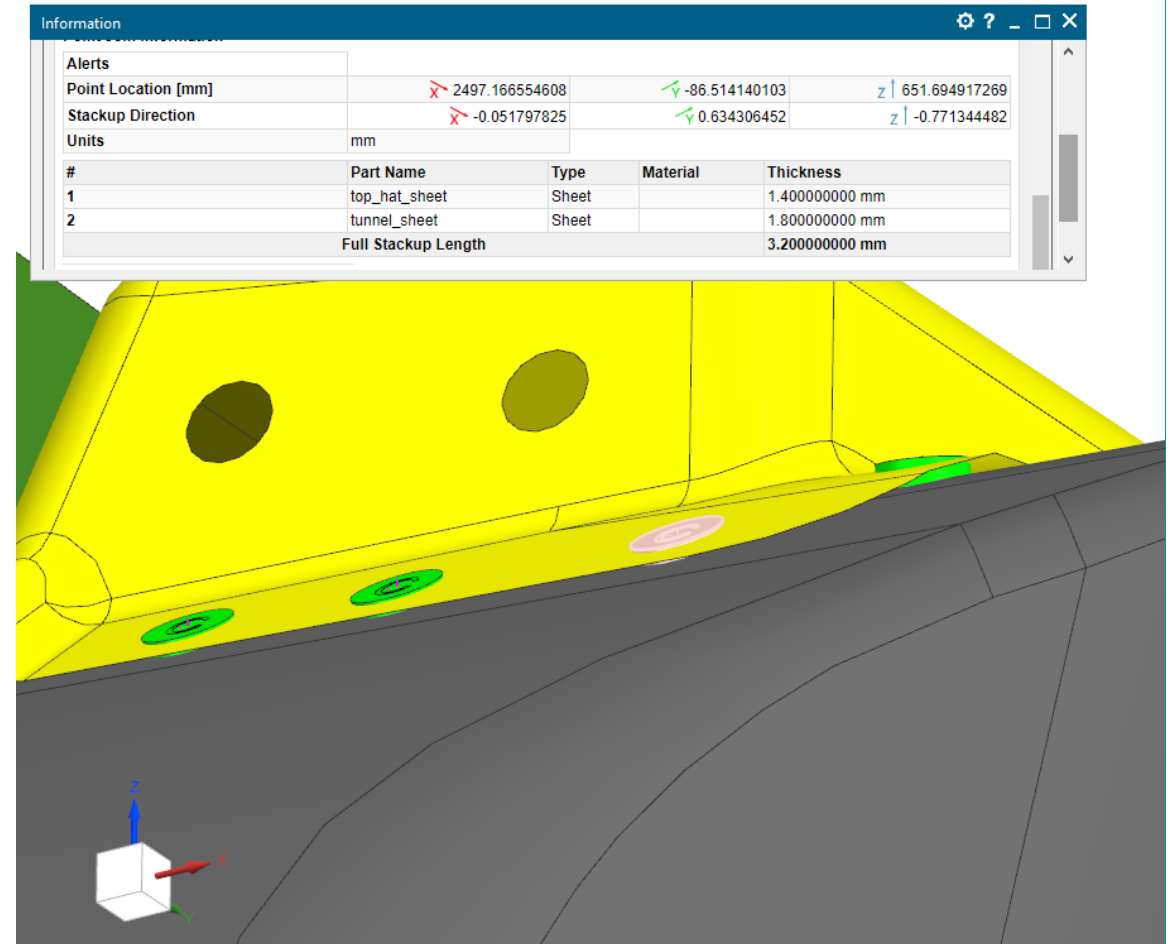 Information
Alerts
Point Location [mm] X 2497.166554608 Y -86.514140103 Z 651.694917269
Stackup Direction X -0.051797825 Y 0.634306452 Z -0.771344482
Units mm
# Part Name Type Material Thickness
1 top_hat_sheet Sheet 1.400000000 mm
2 tunnel_sheet Sheet 1.800000000 mm
Full Stackup Length 3.200000000 mm
Z
X
Y